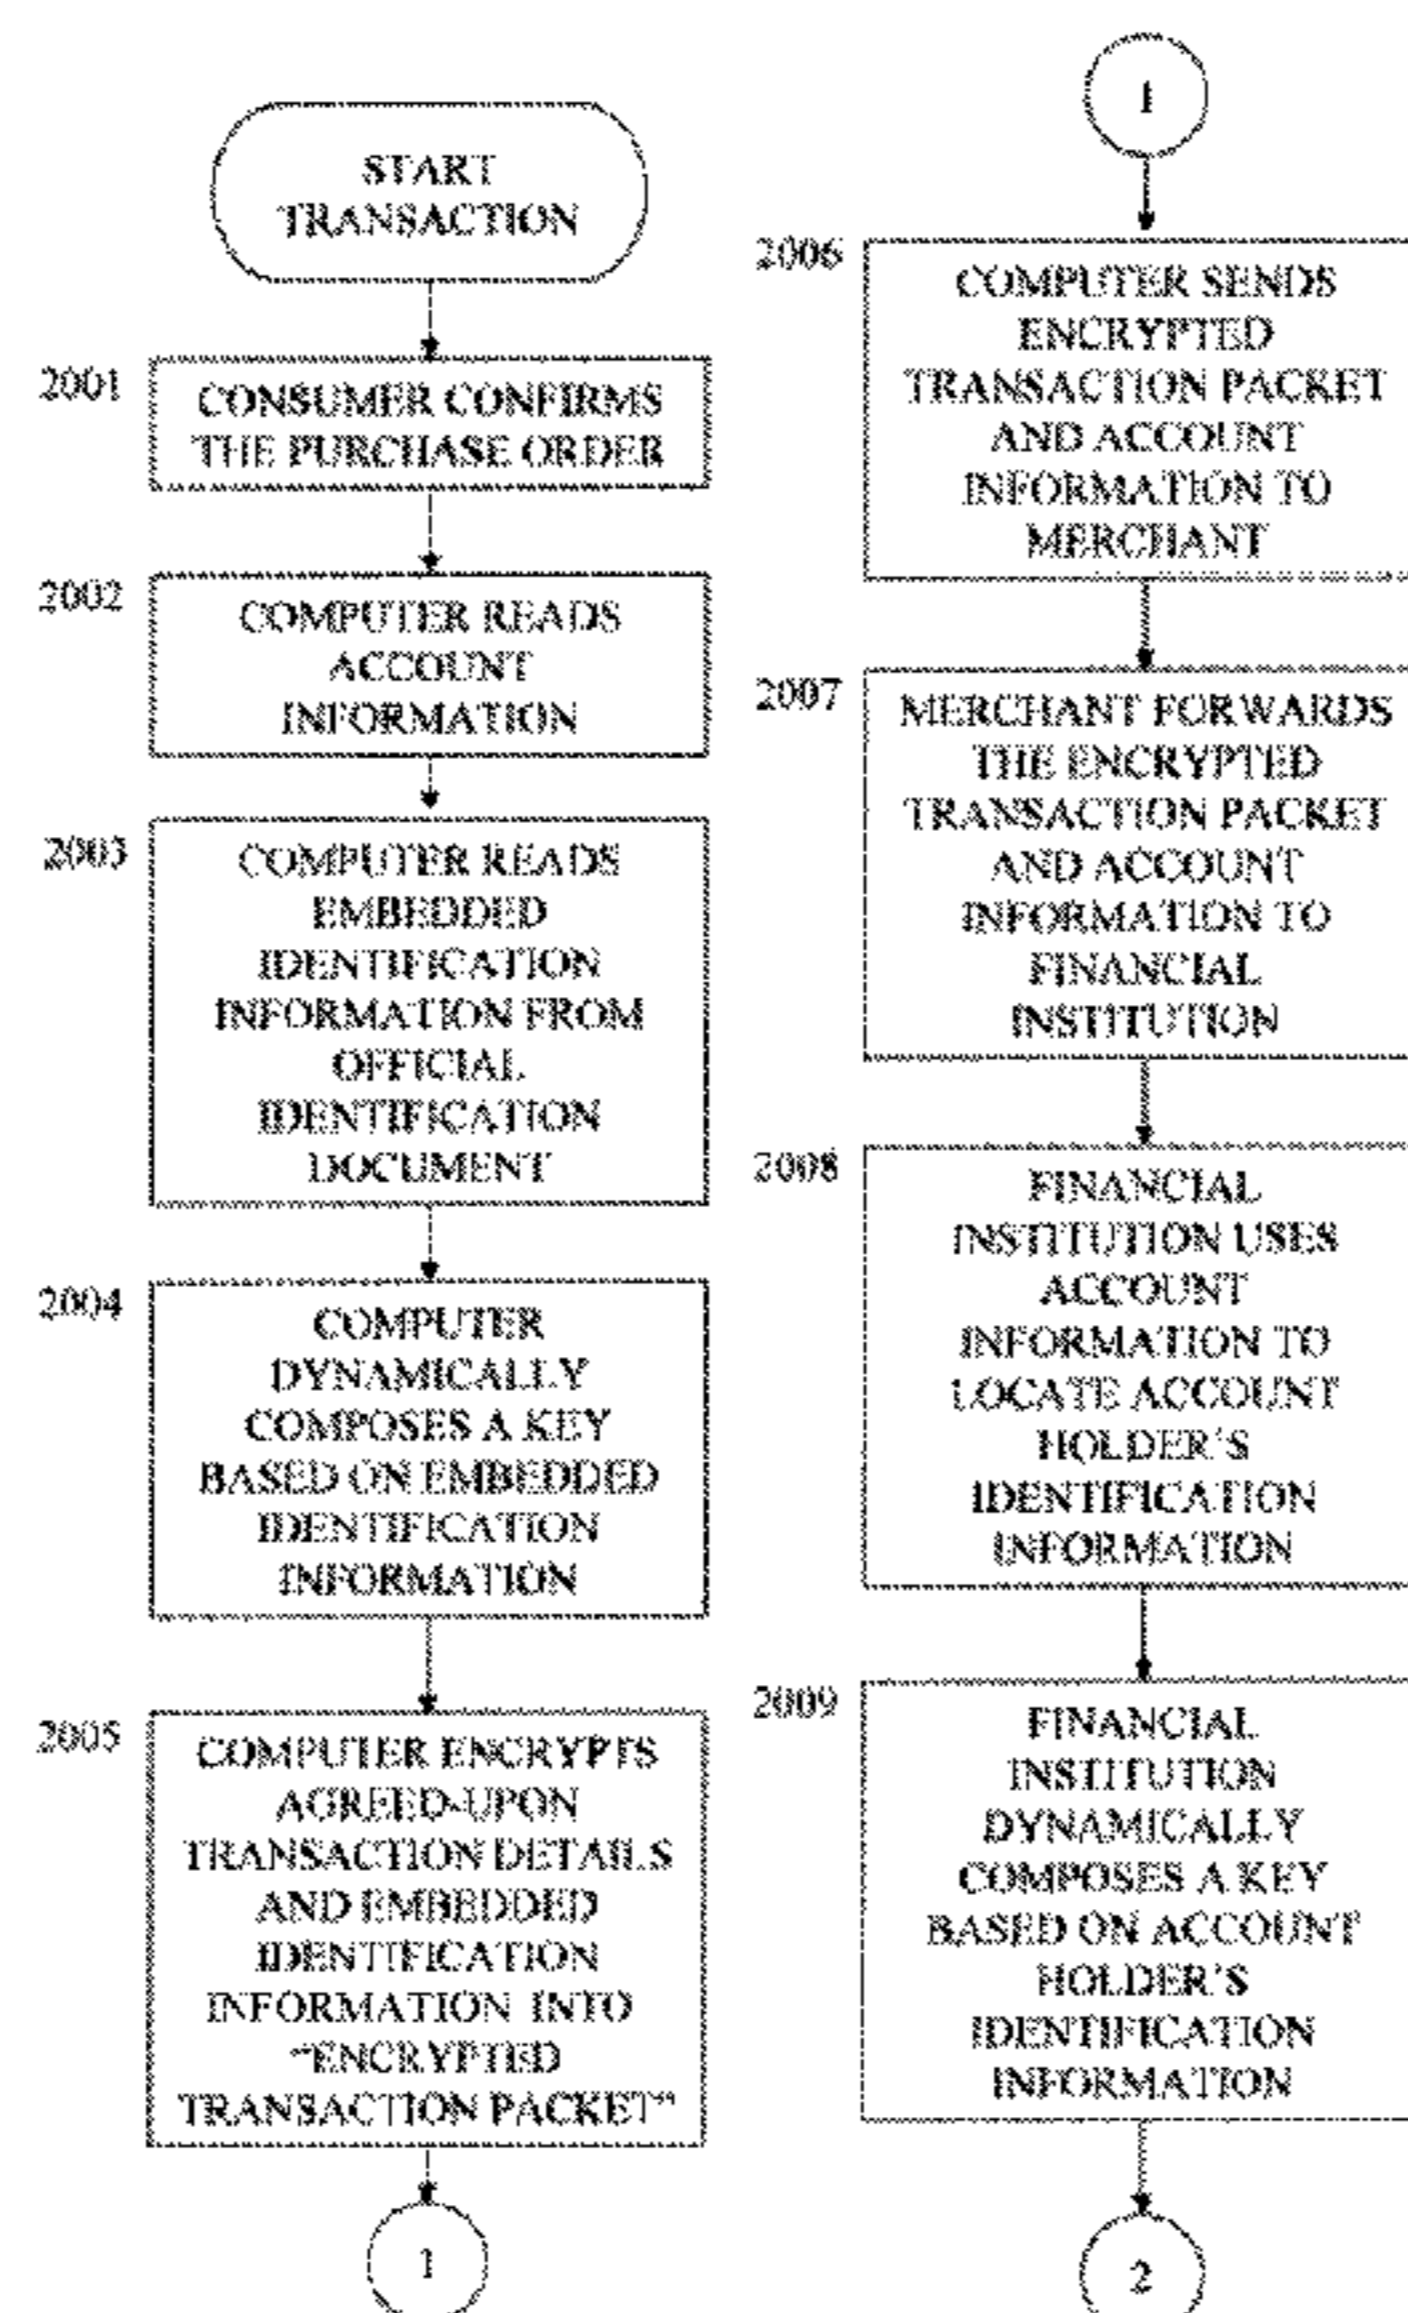 START
TRANSACTION
2001
CONSUMER CONFIRMS
THE PURCHASE ORDER
2002
COMPUTER READS
ACCOUNT
INFORMATION
2003
COMPUTER READS
EMBEDDED
IDENTIFICATION
INFORMATION FROM
OFFICIAL
IDENTIFICATION
DOCUMENT
2004
COMPUTER
DYNAMICALLY
COMPOSES A KEY
BASED ON EMBEDDED
IDENTIFICATION
INFORMATION
2005
COMPUTER ENCRYPTS
AGREED-UPON
TRANSACTION DETAILS
AND EMBEDDED
IDENTIFICATION
INFORMATION INTO
"ENCRYPTED
TRANSACTION PACKET"
1
1
2006
COMPUTER SENDS
ENCRYPTED
TRANSACTION PACKET
AND ACCOUNT
INFORMATION TO
MERCHANT
2007
MERCHANT FORWARDS
THE ENCRYPTED
TRANSACTION PACKET
AND ACCOUNT
INFORMATION TO
FINANCIAL
INSTITUTION
2008
FINANCIAL
INSTITUTION USES
ACCOUNT
INFORMATION TO
LOCATE ACCOUNT
HOLDER'S
IDENTIFICATION
INFORMATION
2009
FINANCIAL
INSTITUTION
DYNAMICALLY
COMPOSES A KEY
BASED ON ACCOUNT
HOLDER'S
IDENTIFICATION
INFORMATION
2